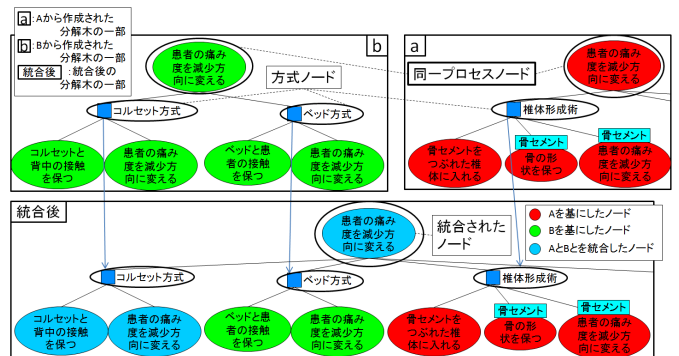 a:Aから作成された
分解木の一部
b:Bから作成された
分解木の一部
統合後:統合後の
分解木の一部
b
患者の痛み
度を減少方
向に変える
方式ノード
コルセット方式
ベッド方式
コルセットと
背中の接触
を保つ
患者の痛み
度を減少方
向に変える
ベッドと患
者の接触
を保つ
患者の痛み
度を減少方
向に変える
同一プロセスノード
a
患者の痛み
度を減少方
向に変える
椎体形成術
骨セメントを
つぶれた椎
体に入れる
骨セメント
骨の形
状を保つ
骨セメント
患者の痛み
度を減少方
向に変える
統合後
患者の痛み
度を減少方
向に変える
統合された
ノード
Aを基にしたノード
Bを基にしたノード
AとBとを統合したノード
コルセット方式
ベッド方式
椎体形成術
コルセットと
背中の接触
を保つ
患者の痛み
度を減少方
向に変える
ベッドと患
者の接触
を保つ
患者の痛み
度を減少方
向に変える
骨セメントを
つぶれた椎
体に入れる
骨セメント
骨の形
状を保つ
骨セメント
患者の痛み
度を減少方
向に変える